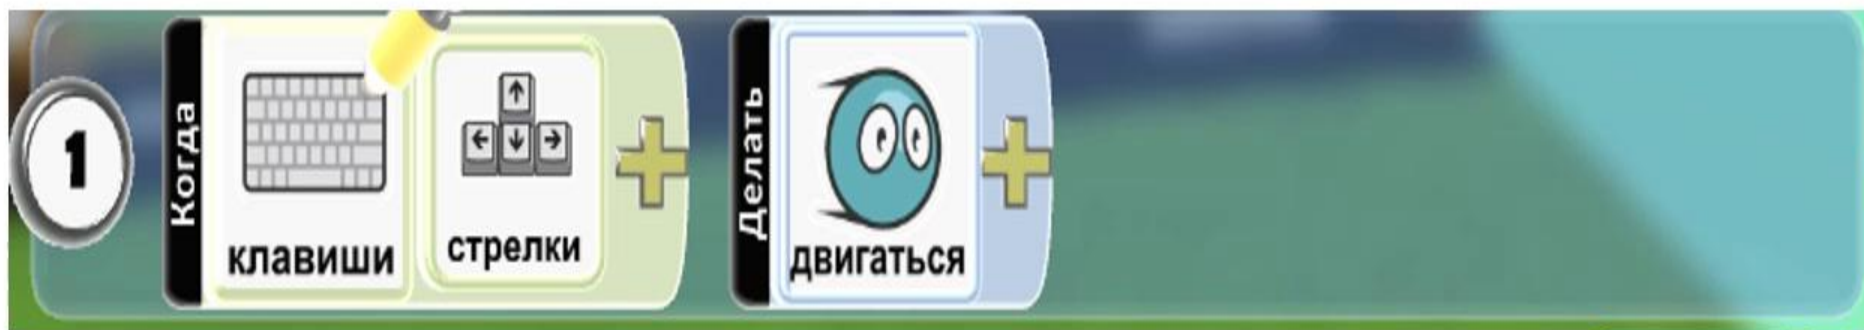 1
Когда
клавиши
стрелки
Делать
двигаться